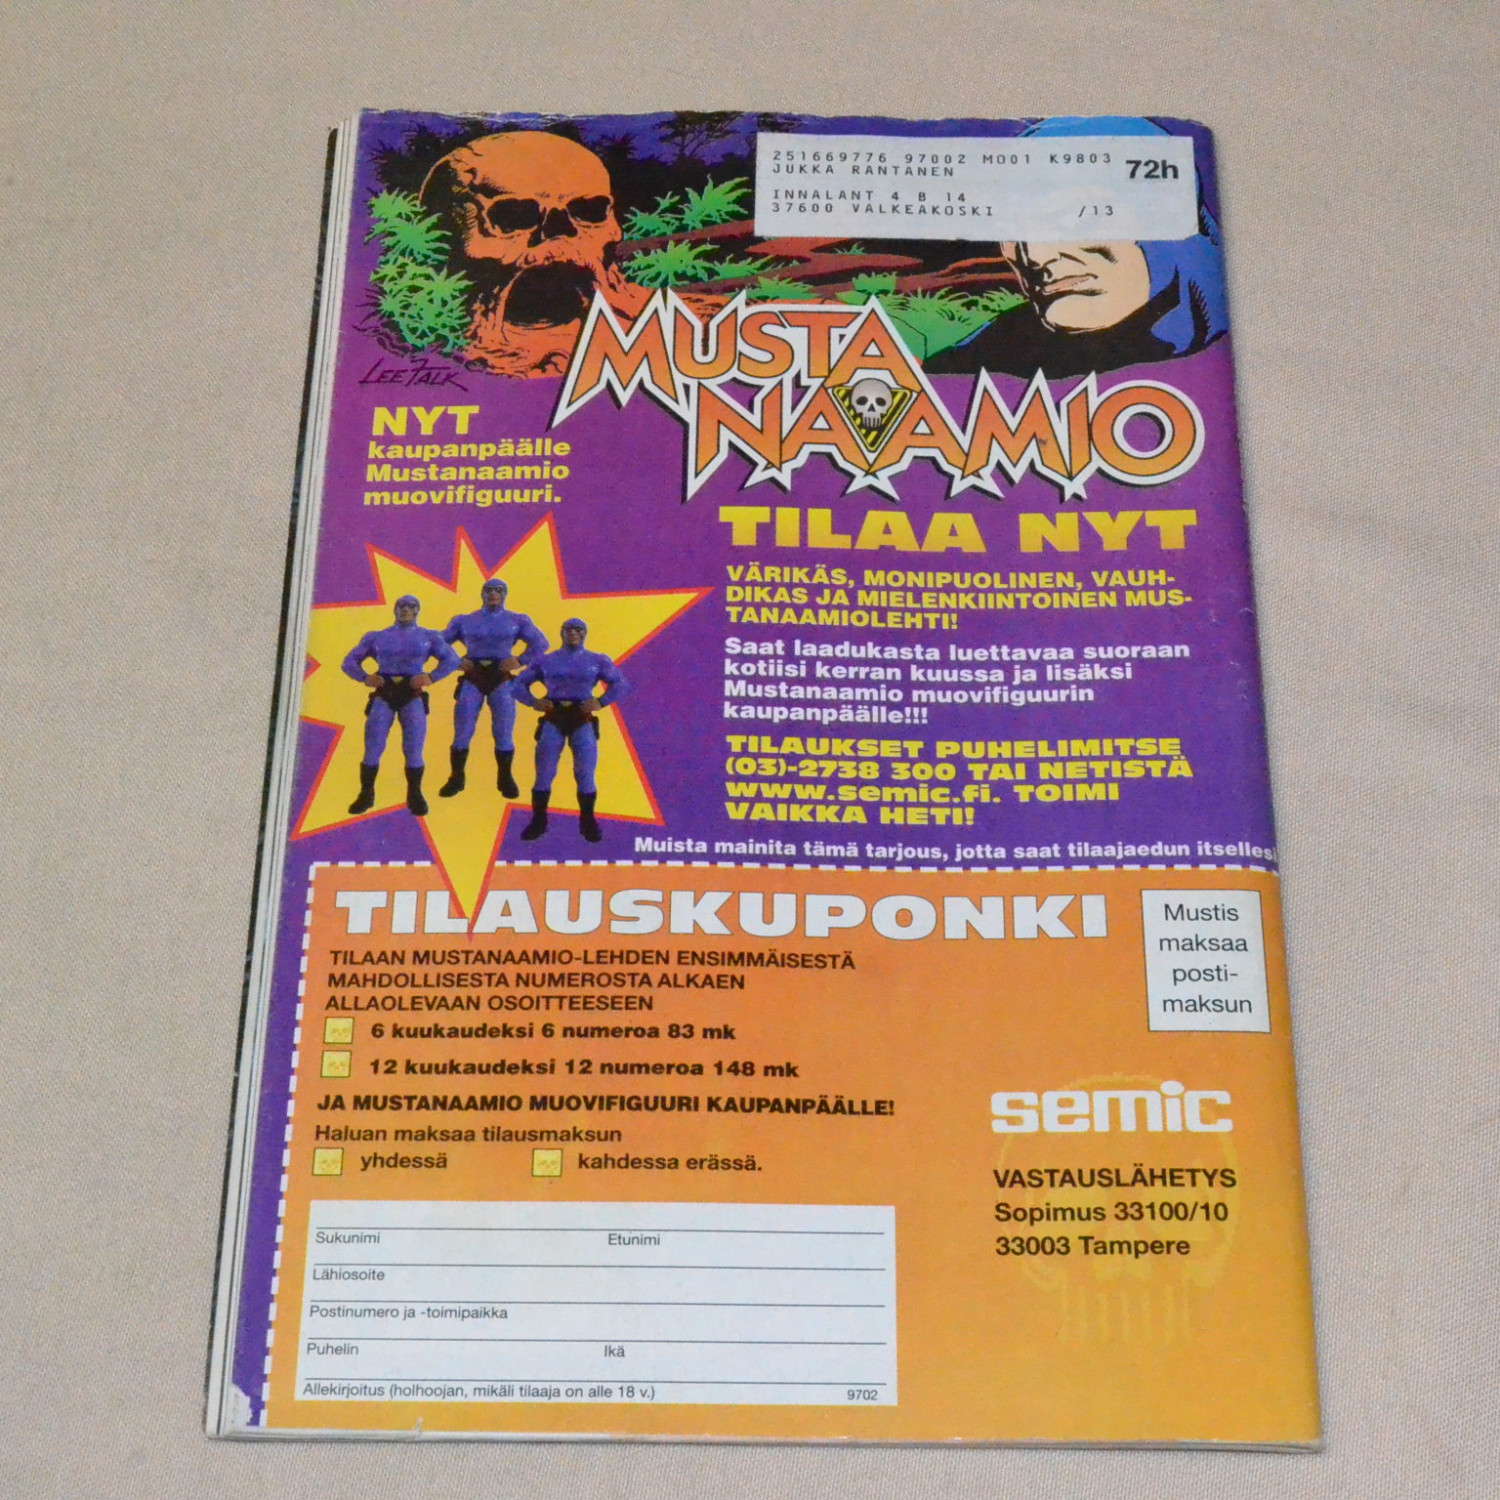 251669776 97002 M001 K9803
72h
JUKKA RANTANEN
INNALANT 4 B 14
37600 VALKEAKOSKI /13
LEE FALK
MUSTA
NAAMIO
NYT
kaupanpäälle
Mustanaamio
muovifiguuri.
TILAA NYT
VÄRIKÄS, MONIPUOLINEN, VAUH-
DIKAS JA MIELENKIINTOINEN MUS-
TANAAMIOLEHTI!
Saat laadukasta luettavaa suoraan
kotiisi kerran kuussa ja lisäksi
Mustanaamio muovifiguurin
kaupanpäälle!!!
TILAUKSET PUHELIMITSE
(03)-2738 300 TAI NETISTÄ
www.semic.fi. TOIMI
VAIKKA HETI!
Muista mainita tämä tarjous, jotta saat tilaajaedun itselles
TILAUSKUPONKI
TILAAN MUSTANAAMIO-LEHDEN ENSIMMÄISESTÄ
MAHDOLLISESTA NUMEROSTA ALKAEN
ALLAOLEVAAN OSOITTEESEEN
6 kuukaudeksi 6 numeroa 83 mk
12 kuukaudeksi 12 numeroa 148 mk
JA MUSTANAAMIO MUOVIFIGUURI KAUPANPÄÄLLE!
Haluan maksaa tilausmaksun
yhdessä kahdessa erässä.
Sukunimi Etunimi
Lähiosoite
Postinumero ja -toimipaikka
Puhelin Ikä
Allekirjoitus (holhoojan, mikäli tilaaja on alle 18 v.) 9702
Mustis
maksaa
posti-
maksun
semic
VASTAUSLÄHETYS
Sopimus 33100/10
33003 Tampere